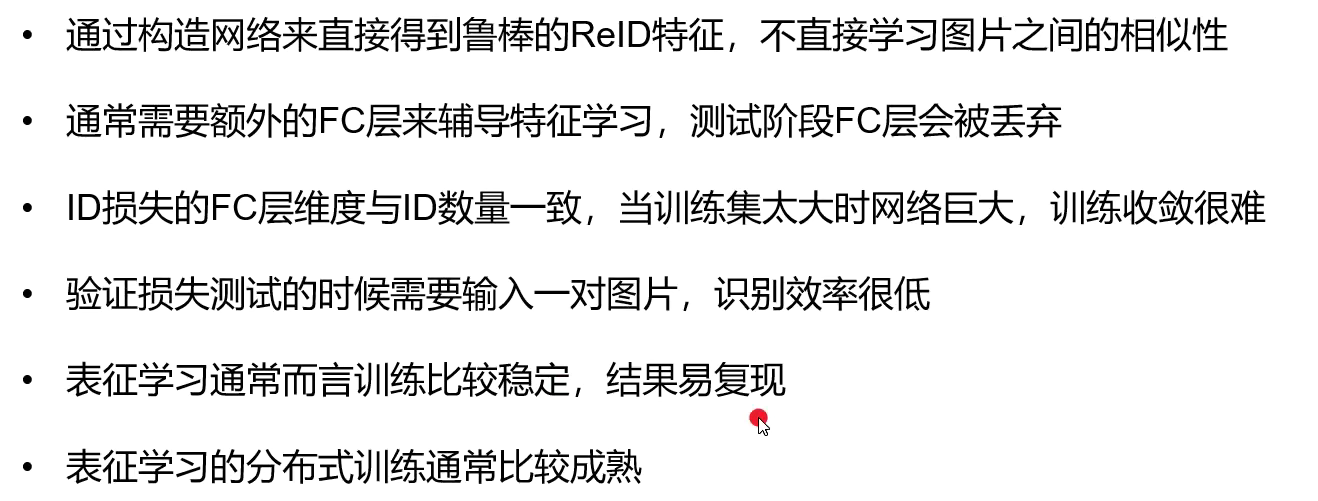 • 通过构造网络来直接得到鲁棒的ReID特征，不直接学习图片之间的相似性
• 通常需要额外的FC层来辅导特征学习，测试阶段FC层会被丢弃
• ID损失的FC层维度与ID数量一致，当训练集太大时网络巨大，训练收敛很难
• 验证损失测试的时候需要输入一对图片，识别效率很低
• 表征学习通常而言训练比较稳定，结果易复现
• 表征学习的分布式训练通常比较成熟